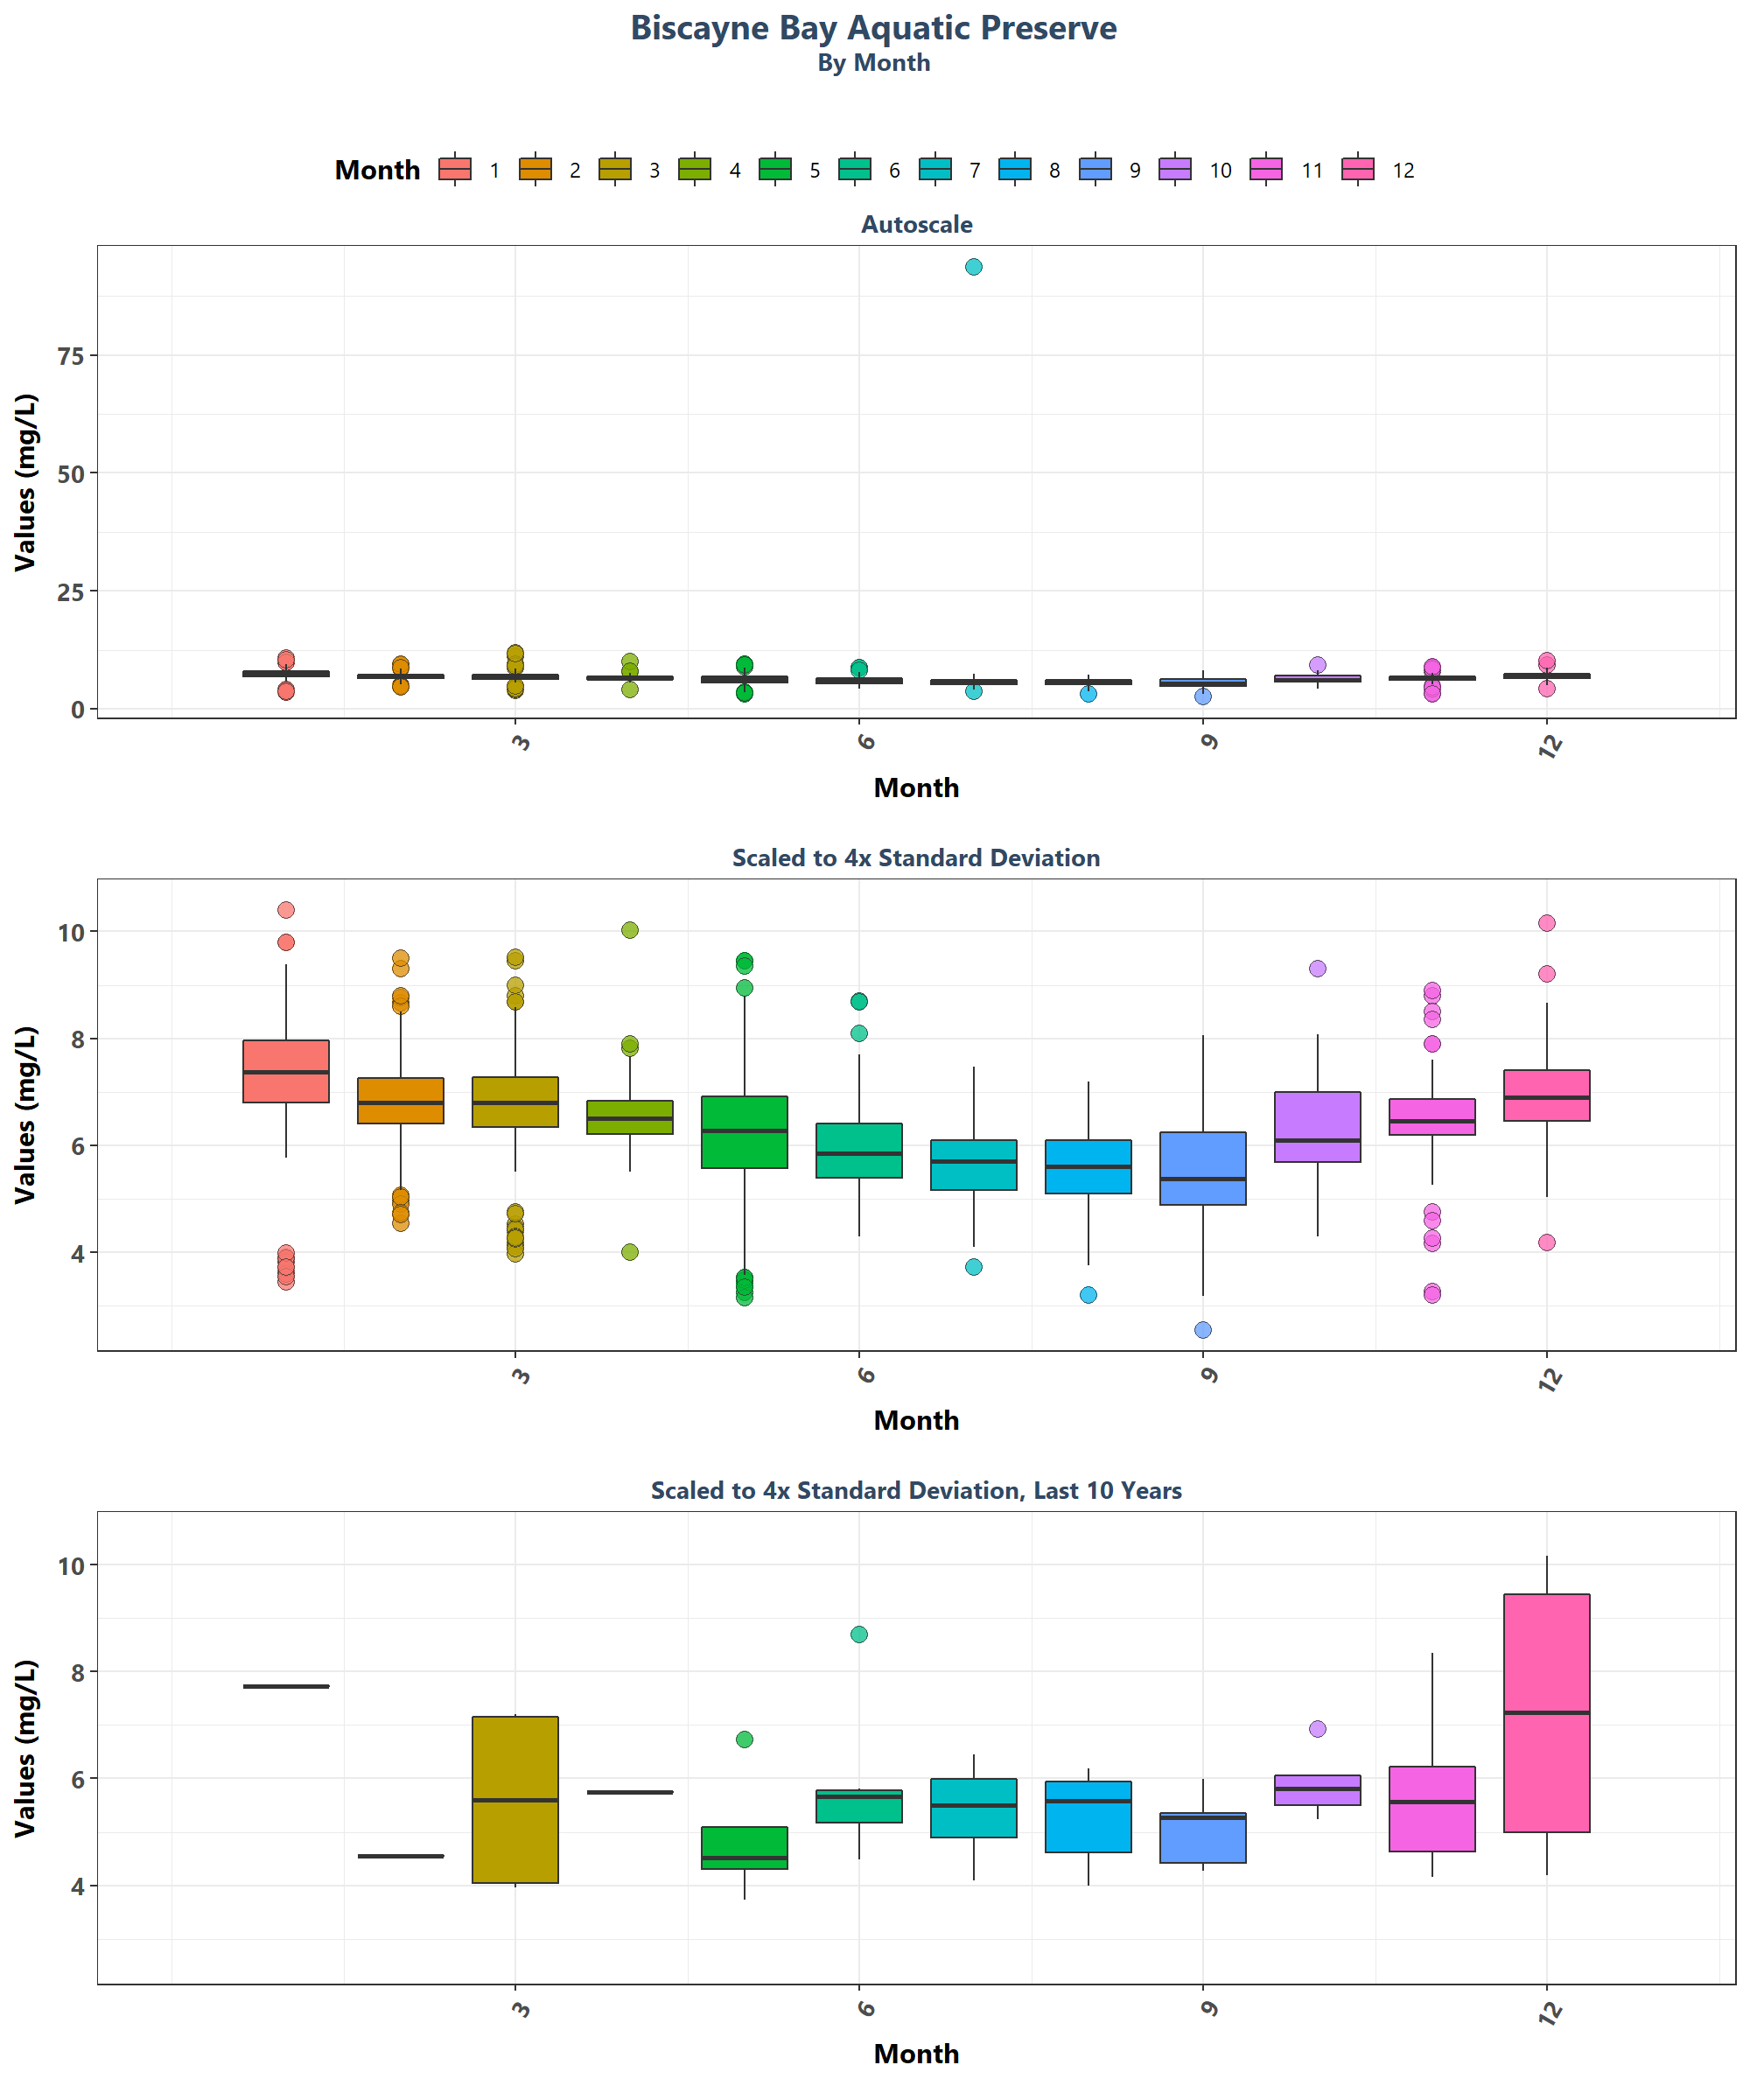 Biscayne Bay Aquatic Preserve
By Month
Month 1 2 3 4 5 6 7 8 9 10 11 12
Autoscale
Values (mg/L)
75
50
25
0
3 6 9 12
Month
Scaled to 4x Standard Deviation
Values (mg/L)
10
8
6
4
3 6 9 12
Month
Scaled to 4x Standard Deviation, Last 10 Years
Values (mg/L)
10
8
6
4
3 6 9 12
Month